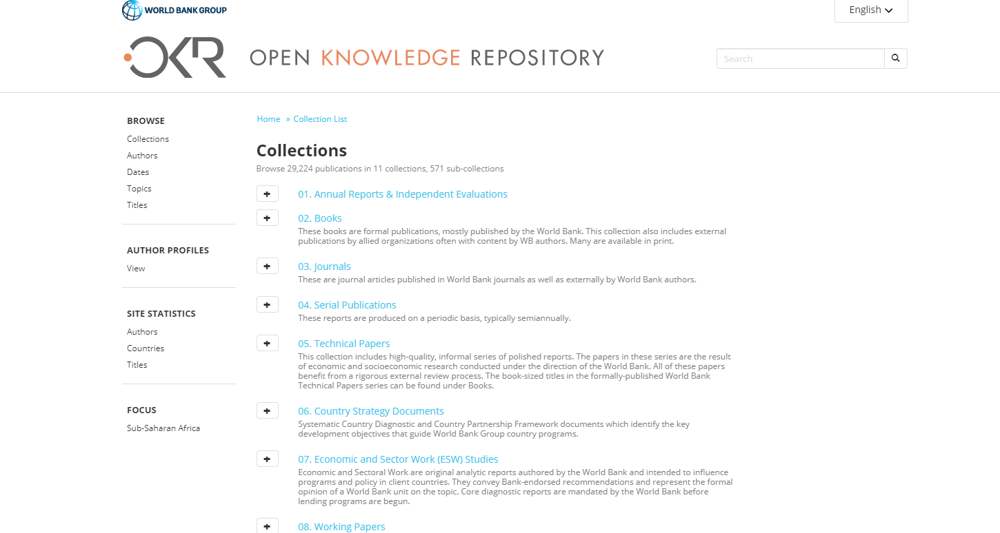 WORLD BANK GROUP
English
OKR
OPEN KNOWLEDGE REPOSITORY
Search
BROWSE
Collections
Authors
Dates
Topics
Titles
AUTHOR PROFILES
View
SITE STATISTICS
Authors
Countries
Titles
FOCUS
Sub-Saharan Africa
Home » Collection List
Collections
Browse 29,224 publications in 11 collections, 571 sub-collections
01. Annual Reports & Independent Evaluations
02. Books
These books are formal publications, mostly published by the World Bank. This collection also includes external
publications by allied organizations often with content by WB authors. Many are available in print.
03. Journals
These are journal articles published in World Bank journals as well as externally by World Bank authors.
04. Serial Publications
These reports are produced on a periodic basis, typically semiannually.
05. Technical Papers
This collection includes high-quality, informal series of polished reports. The papers in these series are the result
of economic and socioeconomic research conducted under the direction of the World Bank. All of these papers
benefit from a rigorous external review process. The book-sized titles in the formally-published World Bank
Technical Papers series can be found under Books.
06. Country Strategy Documents
Systematic Country Diagnostic and Country Partnership Framework documents which identify the key
development objectives that guide World Bank Group country programs.
07. Economic and Sector Work (ESW) Studies
Economic and Sectoral Work are original analytic reports authored by the World Bank and intended to influence
programs and policy in client countries. They convey Bank-endorsed recommendations and represent the formal
opinion of a World Bank unit on the topic. Core diagnostic reports are mandated by the World Bank before
lending programs are begun.
08. Working Papers